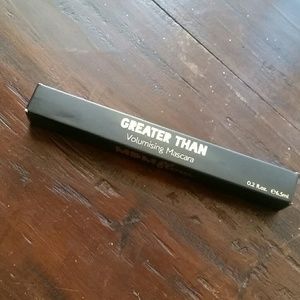 GREATER THAN
Volumising Mascara
0.2 fl.oz. ℮6.5ml